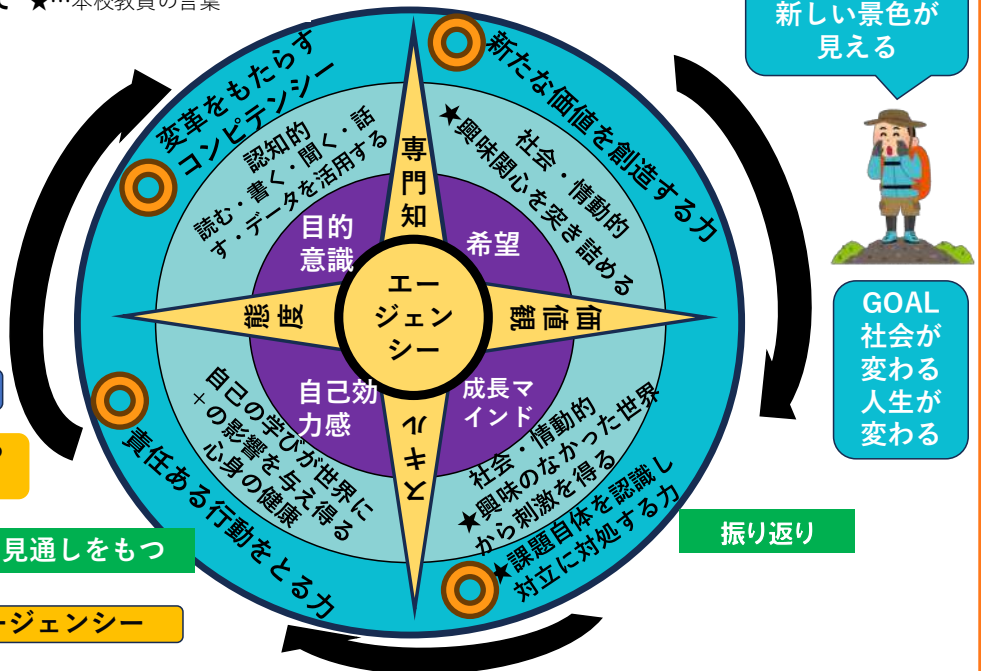 ★…本校教員の言葉
新しい景色が
見える
変革をもたらす
コンピテンシー
新たな価値を創造する力
認知的
読む・書く・聞く・話
す・データを活用する
社会・情動的
★興味関心を突き詰める
専門知
目的
意識
希望
エー
ジェン
シー
態度
価値観
GOAL
社会が
変わる
人生が
変わる
自己効
力感
成長マ
インド
スキル
自己の学びが世界に
+の影響を与え得る
心身の健康
社会・情動的
★興味のなかった世界
から刺激を得る
責任ある行動をとる力
★課題自体を認識し
対立に対処する力
見通しをもつ
振り返り
ージェンシー